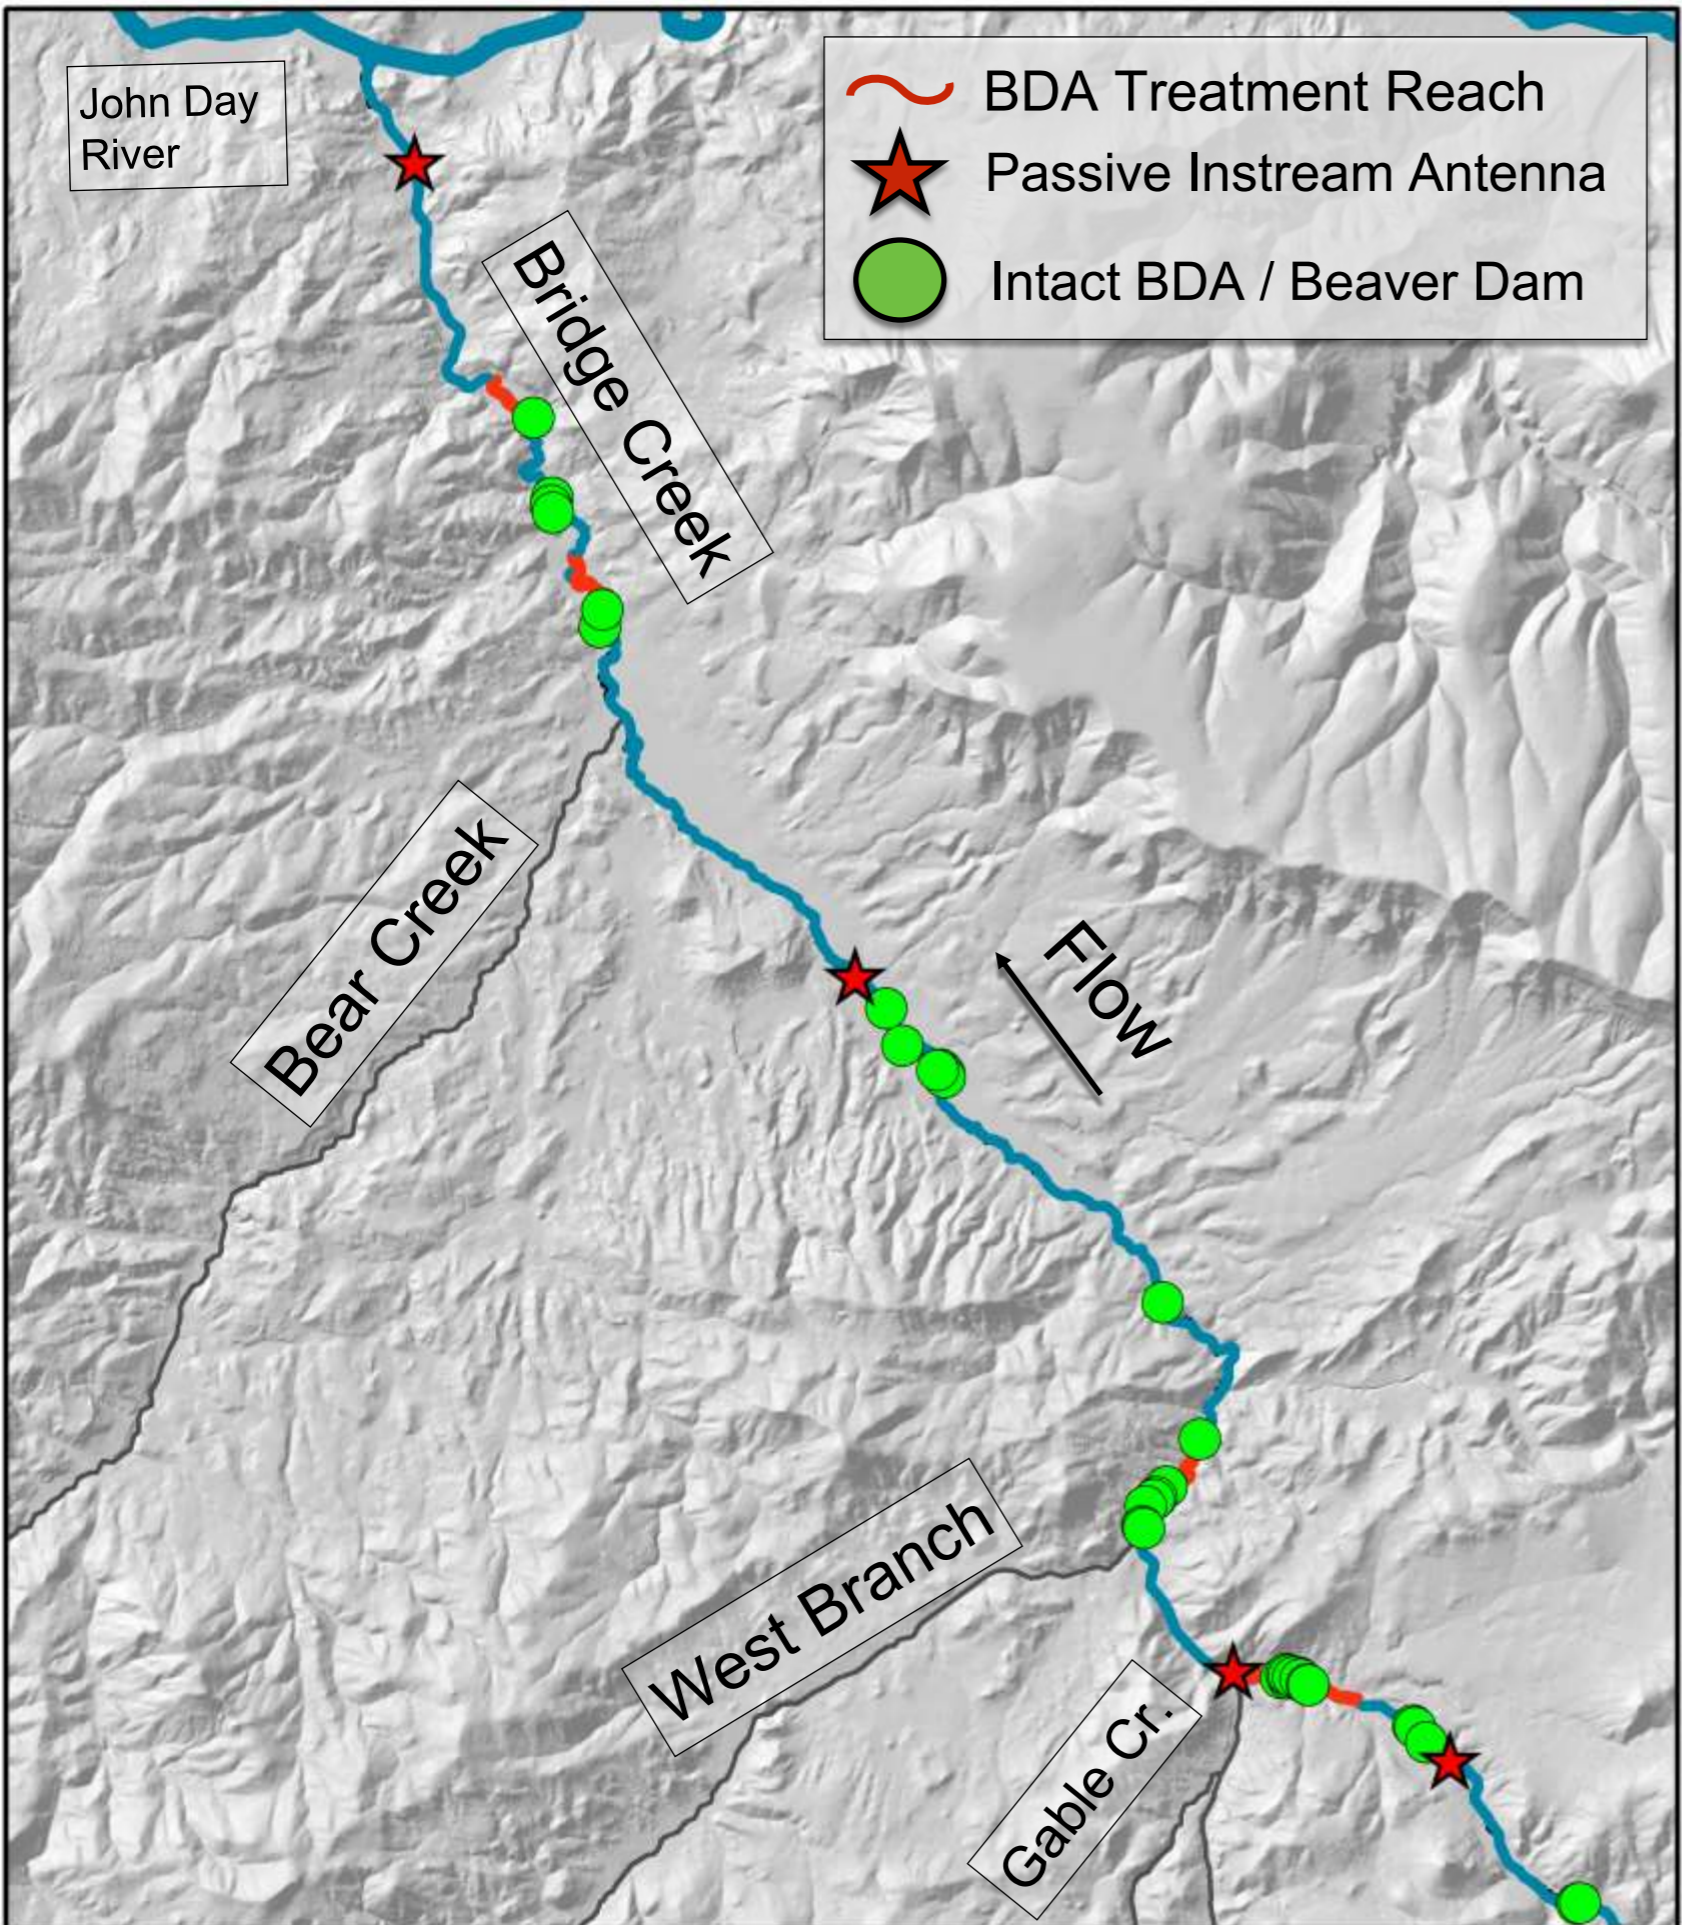 John Day
River
BDA Treatment Reach
Passive Instream Antenna
Intact BDA / Beaver Dam
Bridge Creek
Bear Creek
Flow
West Branch
Gable Cr.